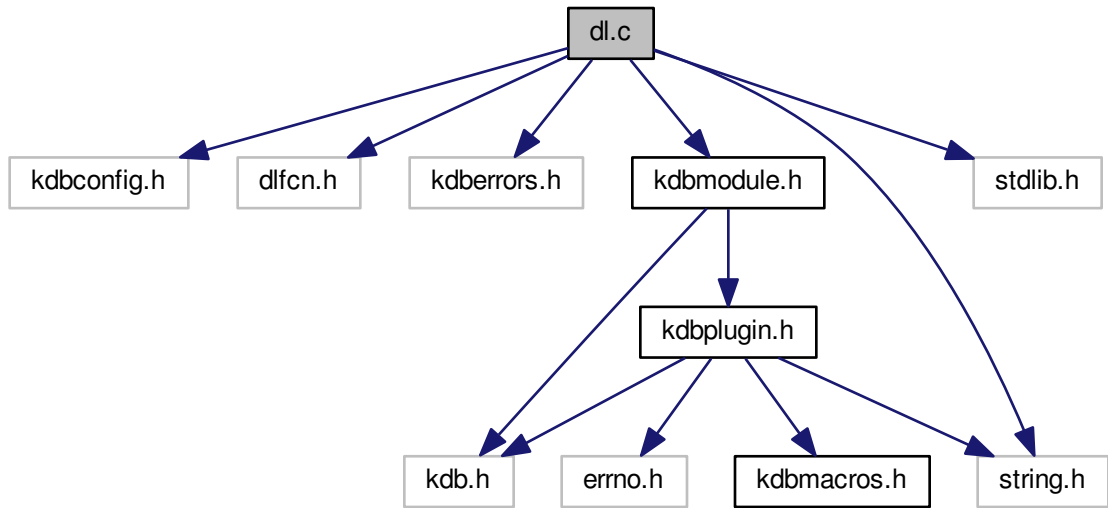 dl.c
kdbconfig.h
dlfcn.h
kdberrors.h
kdbmodule.h
stdlib.h
kdbplugin.h
kdb.h
errno.h
kdbmacros.h
string.h